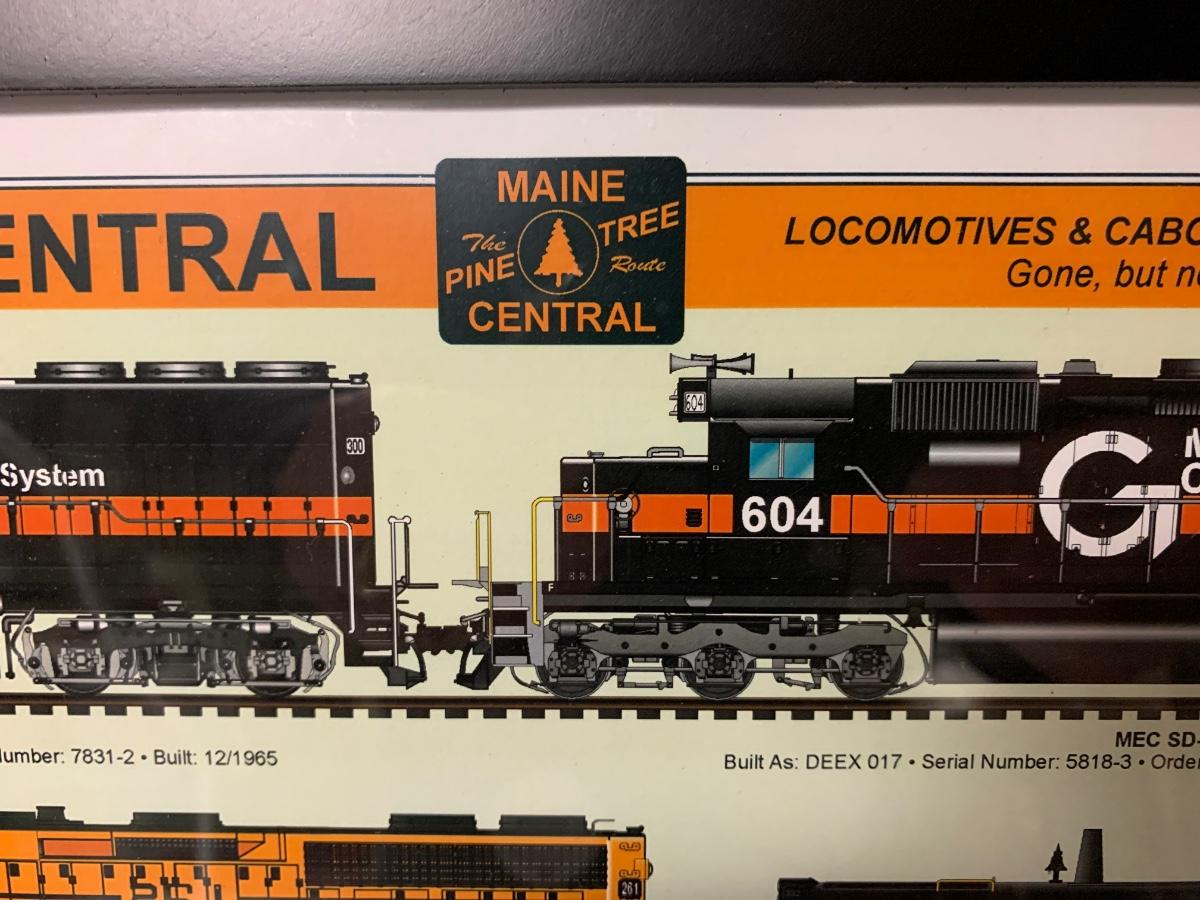 ENTRAL
MAINE
The
PINE
TREE
Route
CENTRAL
LOCOMOTIVES & CABO
Gone, but n
604
300
System
604
G
M
C
F
Number: 7831-2 • Built: 12/1965
MEC SD-
Built As: DEEX 017 • Serial Number: 5818-3 • Order
261